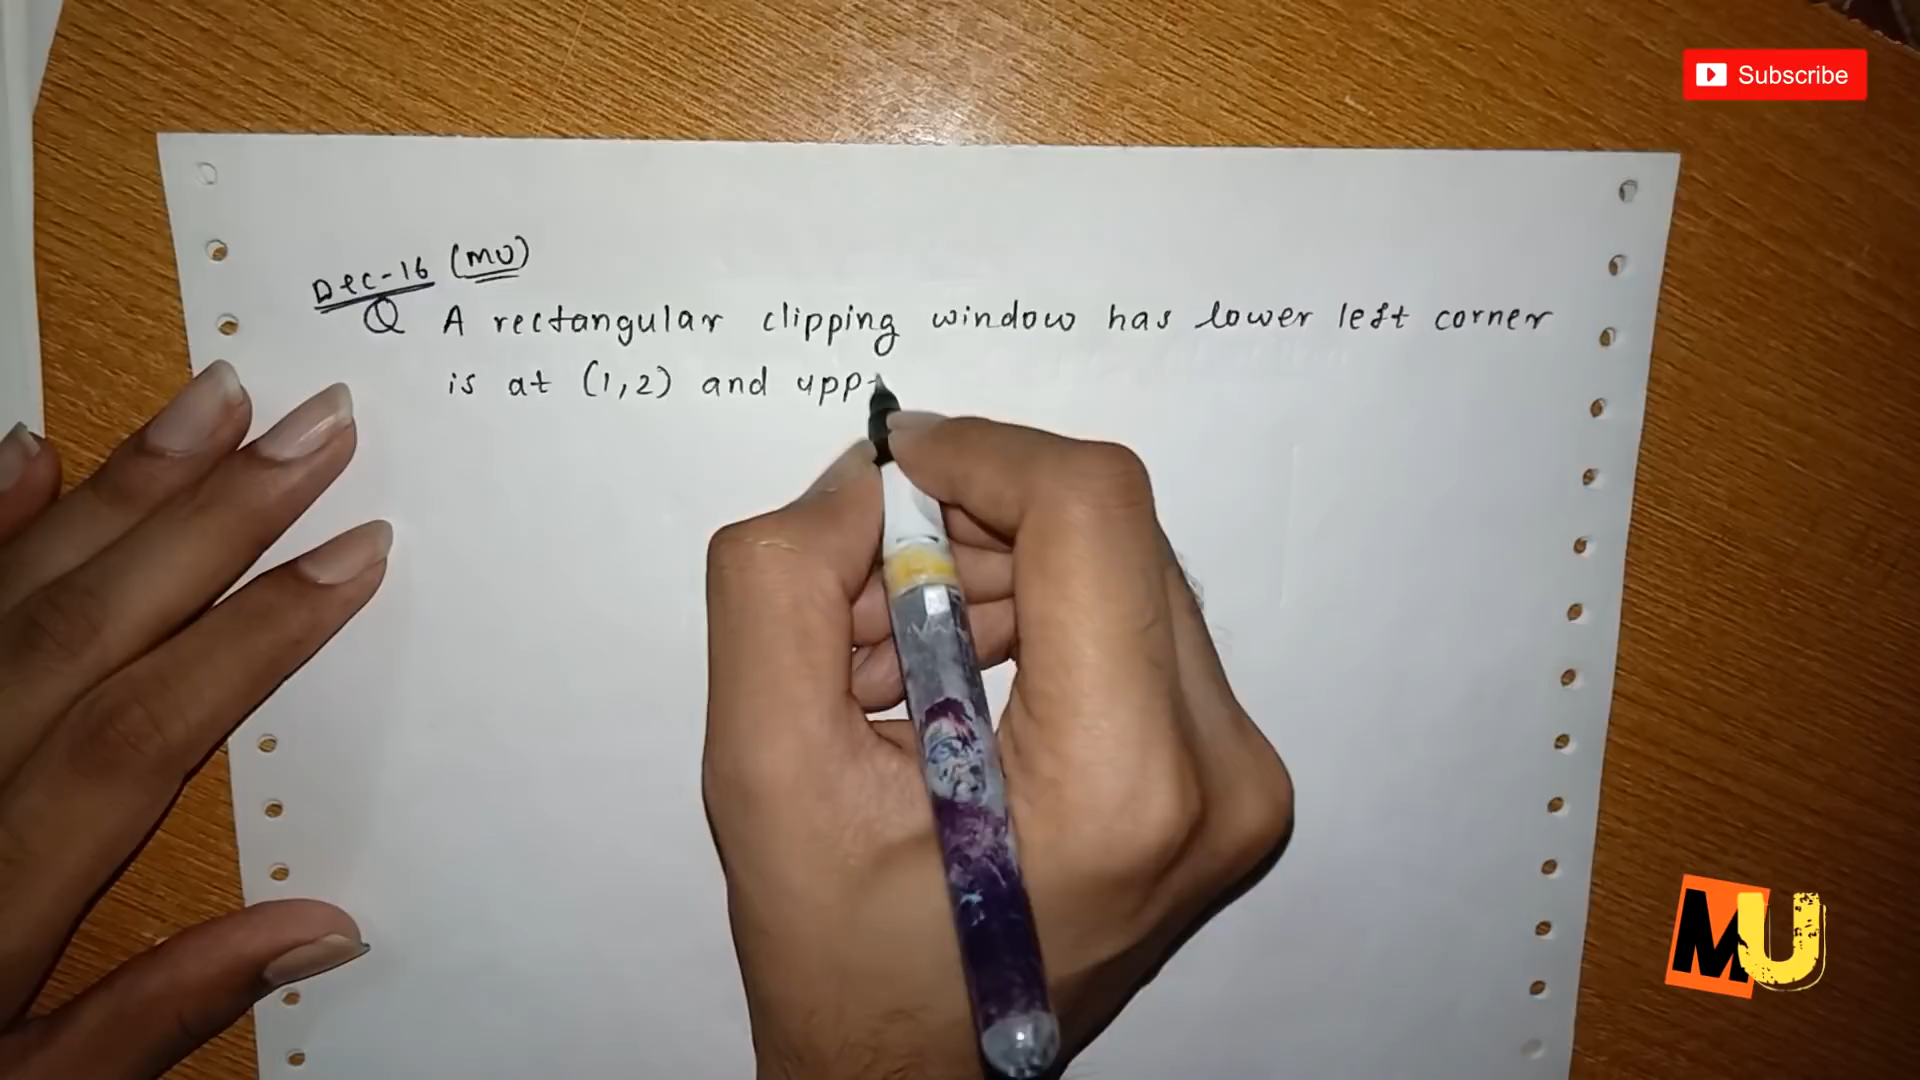 Subscribe
Dec-16 (MU)
Q A rectangular clipping window has lower left corner
is at (1,2) and upp
MU